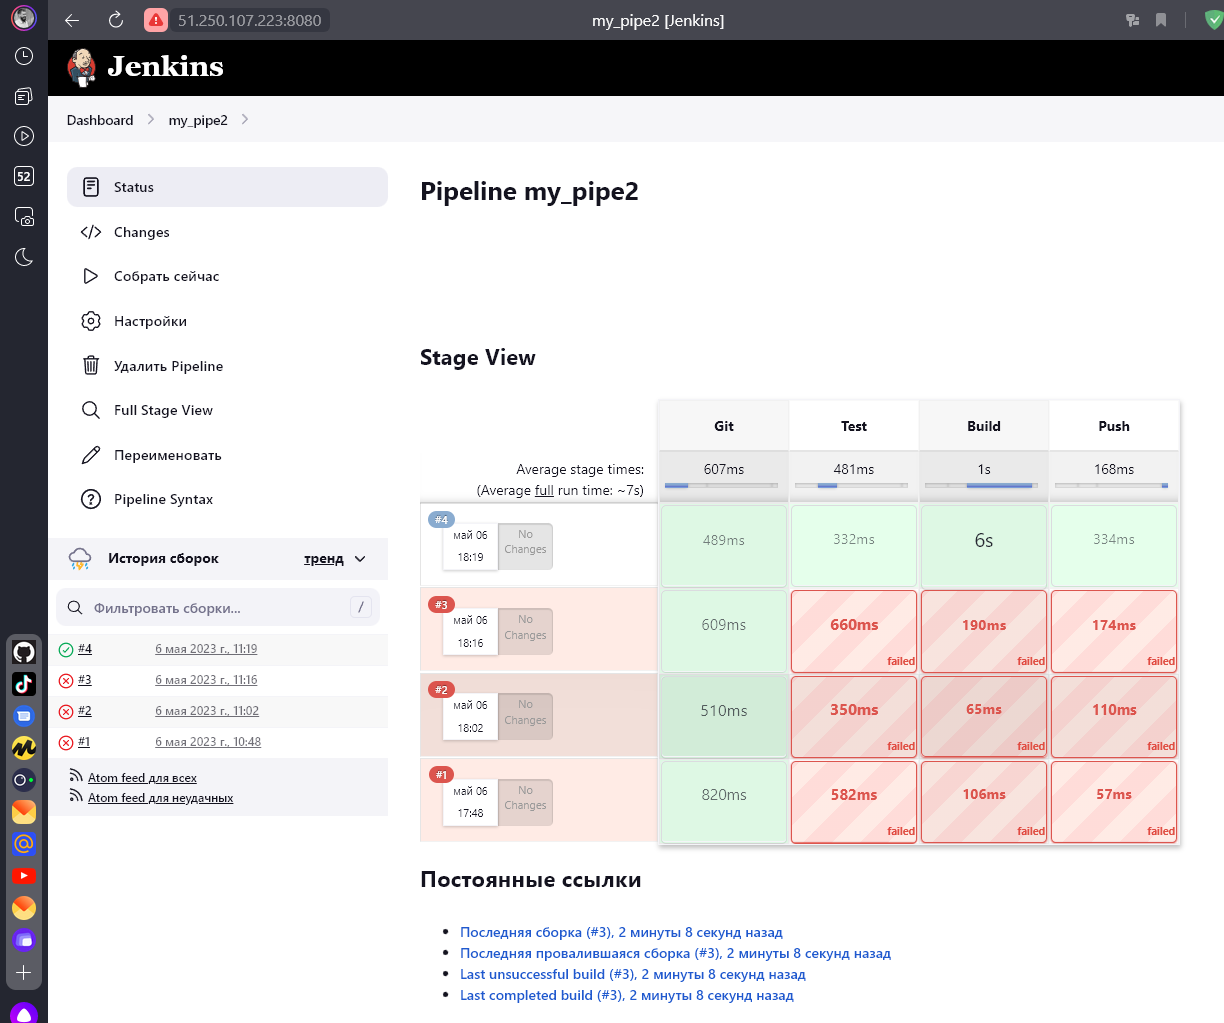 51.250.107.223:8080
my_pipe2 [Jenkins]
Jenkins
Dashboard
my_pipe2
52
Status
Changes
Собрать сейчас
Настройки
Удалить Pipeline
Full Stage View
Переименовать
Pipeline Syntax
История сборок
тренд
Фильтровать сборки...
/
#4 6 мая 2023 г., 11:19
#3 6 мая 2023 г., 11:16
#2 6 мая 2023 г., 11:02
#1 6 мая 2023 г., 10:48
Atom feed для всех
Atom feed для неудачных
Pipeline my_pipe2
Stage View
Git Test Build Push
Average stage times:
(Average full run time: ~7s)
607ms 481ms 1s 168ms
#4
май 06
18:19
No
Changes
489ms 332ms 6s 334ms
#3
май 06
18:16
No
Changes
609ms 660ms 190ms 174ms
failed failed failed
#2
май 06
18:02
No
Changes
510ms 350ms 65ms 110ms
failed failed failed
#1
май 06
17:48
No
Changes
820ms 582ms 106ms 57ms
failed failed failed
Постоянные ссылки
Последняя сборка (#3), 2 минуты 8 секунд назад
Последняя провалившаяся сборка (#3), 2 минуты 8 секунд назад
Last unsuccessful build (#3), 2 минуты 8 секунд назад
Last completed build (#3), 2 минуты 8 секунд назад